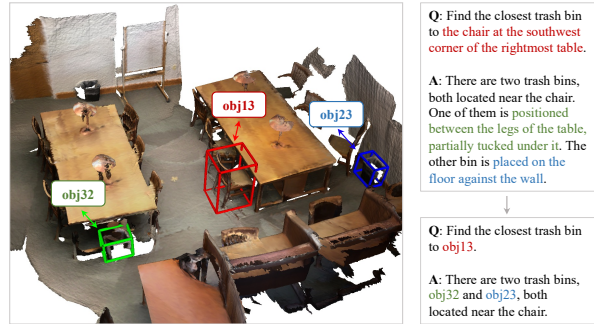 obj13
obj23
obj32
Q: Find the closest trash bin
to the chair at the southwest
corner of the rightmost table.
A: There are two trash bins,
both located near the chair.
One of them is positioned
between the legs of the table,
partially tucked under it. The
other bin is placed on the
floor against the wall.
Q: Find the closest trash bin
to obj13.
A: There are two trash bins,
obj32 and obj23, both
located near the chair.